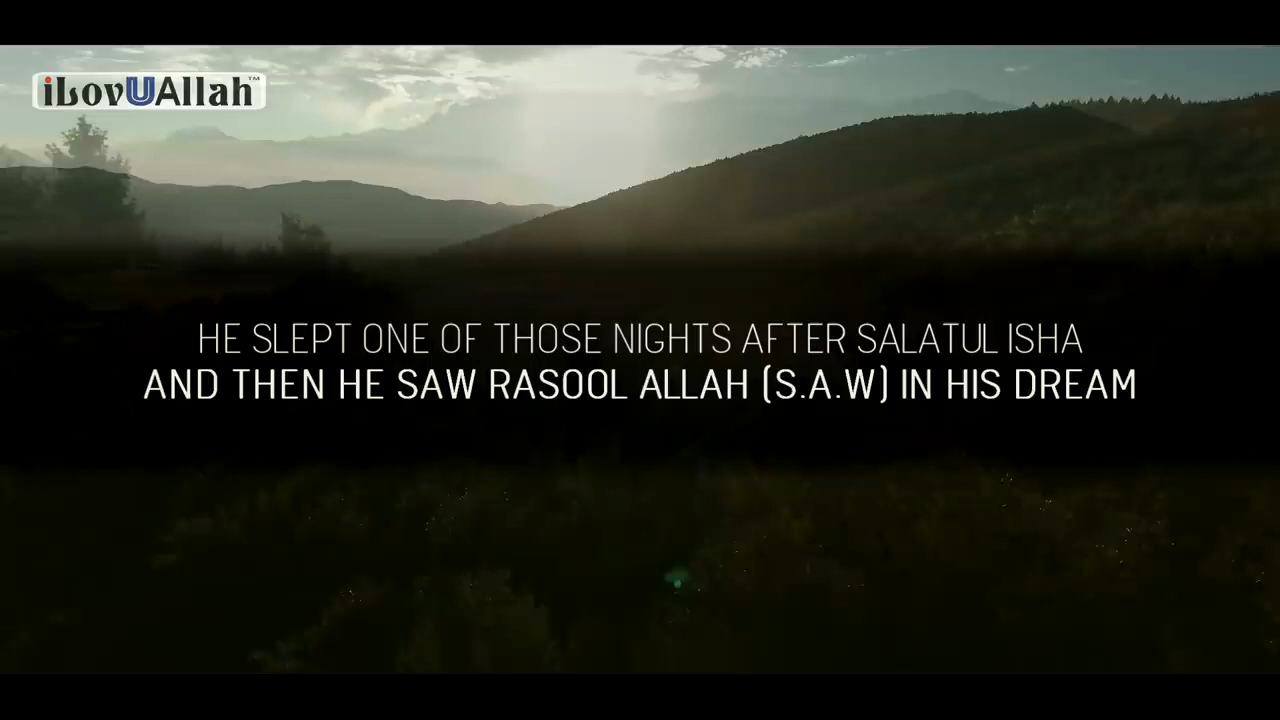 iLovUAllah™
HE SLEPT ONE OF THOSE NIGHTS AFTER SALATUL ISHA
AND THEN HE SAW RASOOL ALLAH (S.A.W) IN HIS DREAM